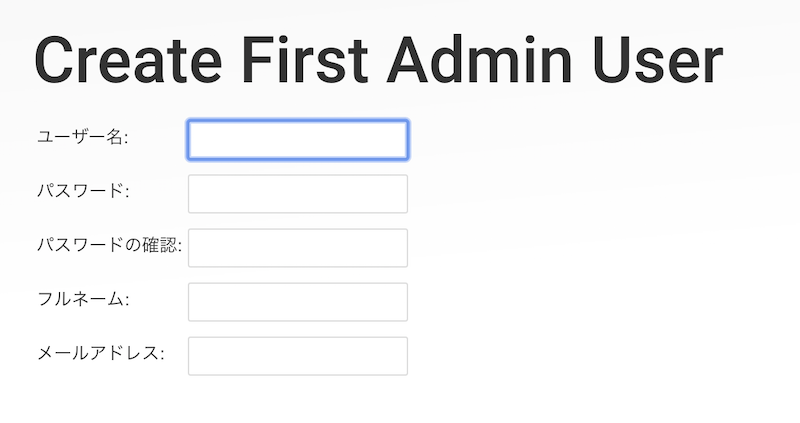 Create First Admin User
ユーザー名:
パスワード:
パスワードの確認:
フルネーム:
メールアドレス: